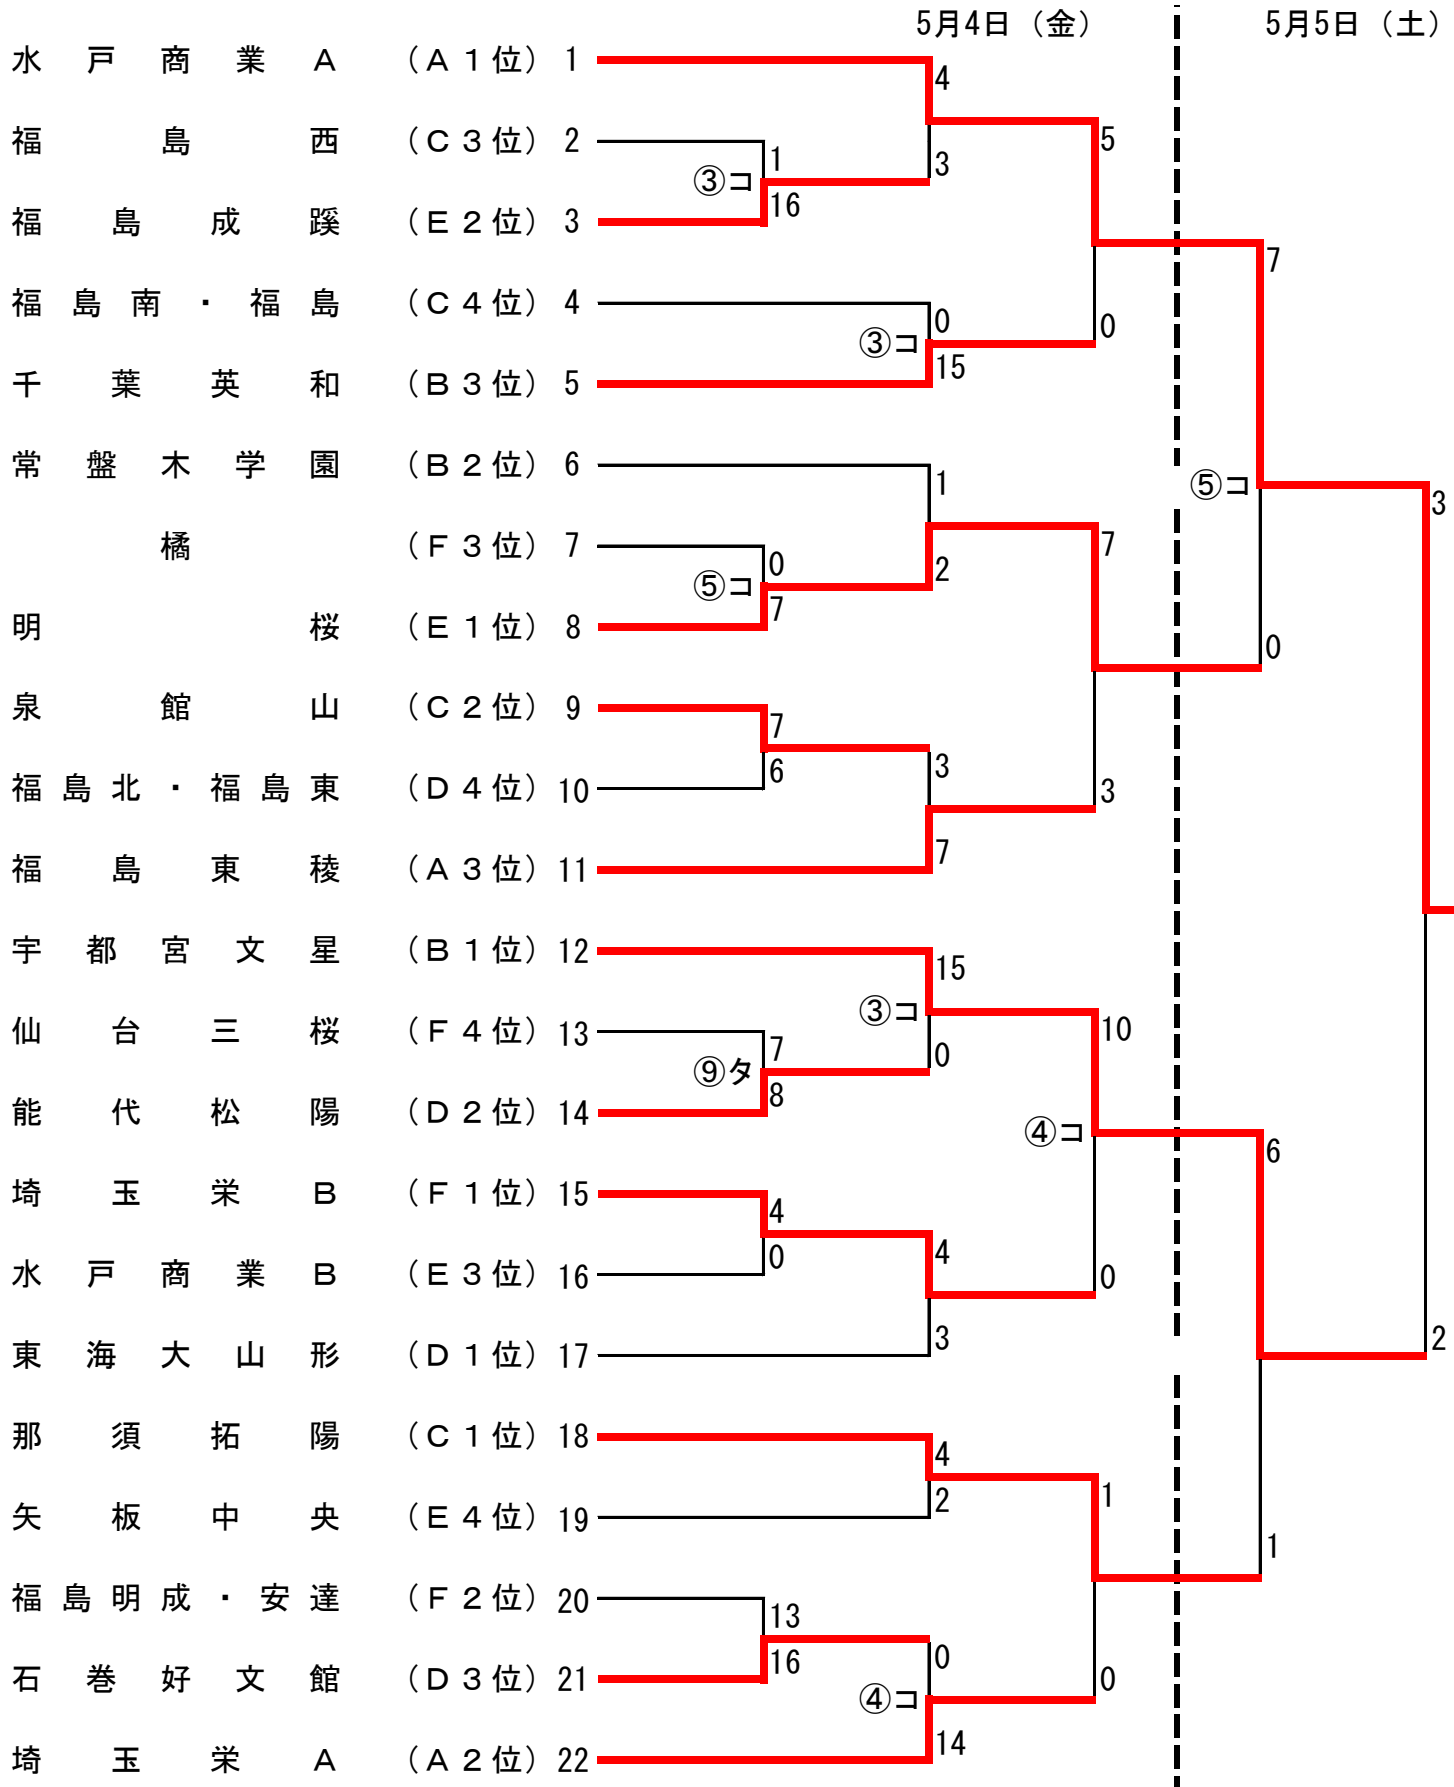 5月4日（金） 5月5日（土）
水戸商業A （A1位） 1
4
福島西 （C3位） 2
5
1
3
③コ
16
福島成蹊 （E2位） 3
7
福島南・福島 （C4位） 4
0
0
③コ
15
千葉英和 （B3位） 5
常盤木学園 （B2位） 6
1
⑤コ
3
橘 （F3位） 7
7
0
2
⑤コ
7
明桜 （E1位） 8
0
泉館山 （C2位） 9
7
6
3
福島北・福島東 （D4位） 10
3
7
福島東稜 （A3位） 11
宇都宮文星 （B1位） 12
15
③コ
仙台三桜 （F4位） 13
10
7
0
⑨タ
8
能代松陽 （D2位） 14
④コ
6
埼玉栄B （F1位） 15
4
4
0
水戸商業B （E3位） 16
0
3
2
東海大山形 （D1位） 17
那須拓陽 （C1位） 18
4
1
2
矢板中央 （E4位） 19
1
福島明成・安達 （F2位） 20
13
0
16
石巻好文館 （D3位） 21
0
④コ
14
埼玉栄A （A2位） 22